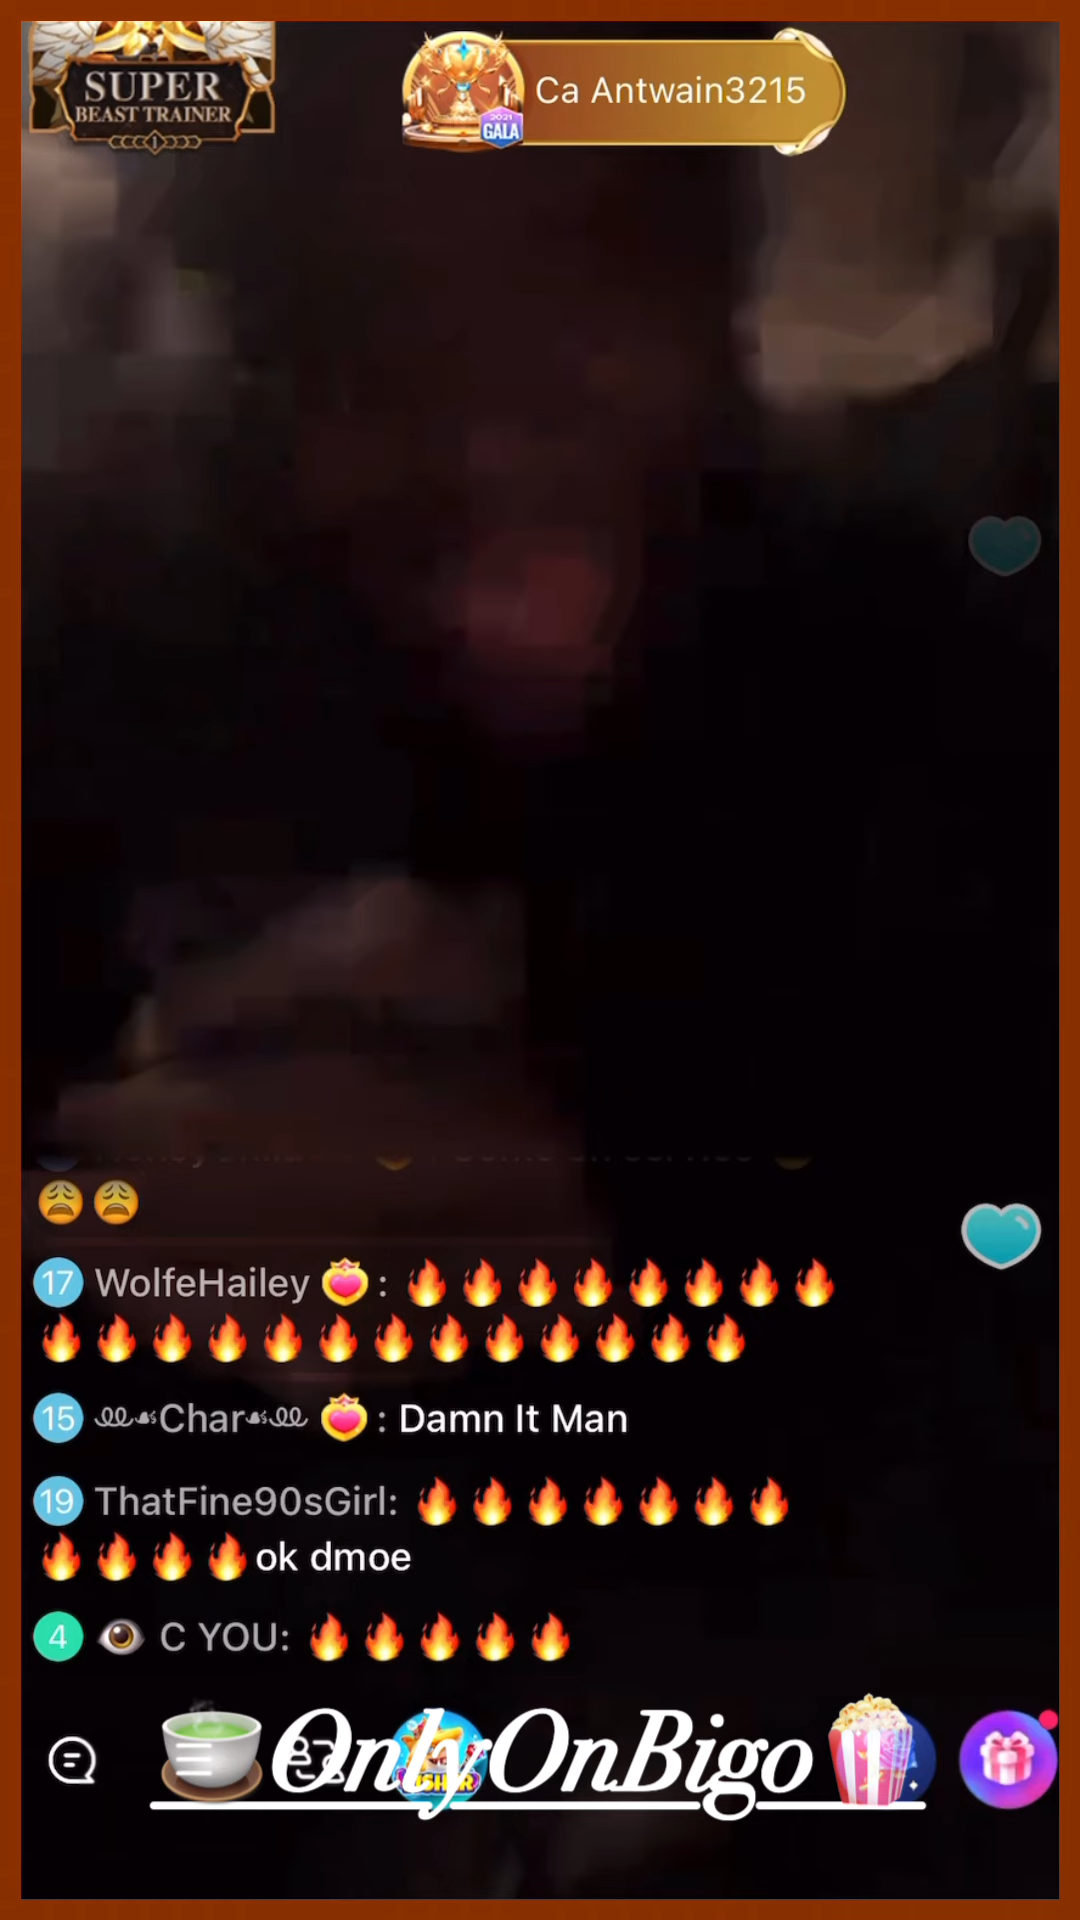 SUPER
BEAST TRAINER
I
2021
GALA
Ca Antwain3215
😩 😩
17 WolfeHailey : 🔥 🔥 🔥 🔥 🔥 🔥 🔥 🔥
🔥 🔥 🔥 🔥 🔥 🔥 🔥 🔥 🔥 🔥 🔥 🔥 🔥
15 Char : Damn It Man
19 ThatFine90sGirl: 🔥 🔥 🔥 🔥 🔥 🔥 🔥
🔥 🔥 🔥 🔥 ok dmoe
4 👁 C YOU: 🔥 🔥 🔥 🔥 🔥
🍵 OnlyOnBigo 🍿